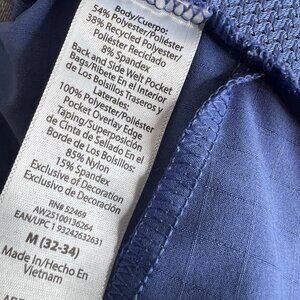 Body/Cuerpo:
54% Polyester/Poliéster
38% Recycled Polyester/
Poliéster Reciclado
8% Spandex
Back and Side Welt Pocket
Bags/Ribete En el Interior
de Los Bolsillos Traseros y
Laterales:
100% Polyester/Poliéster
Pocket Overlay Edge
Taping Superposición
de Cinta de Sellado en El
Borde de Los Bolsillos:
85% Nylon
15% Spandex
Exclusive of Decoration
Exclusivo de Decoración
RN# 52469
AW25100136264
EAN/UPC 1 93242632631
M (32-34)
Made In/Hecho En
Vietnam